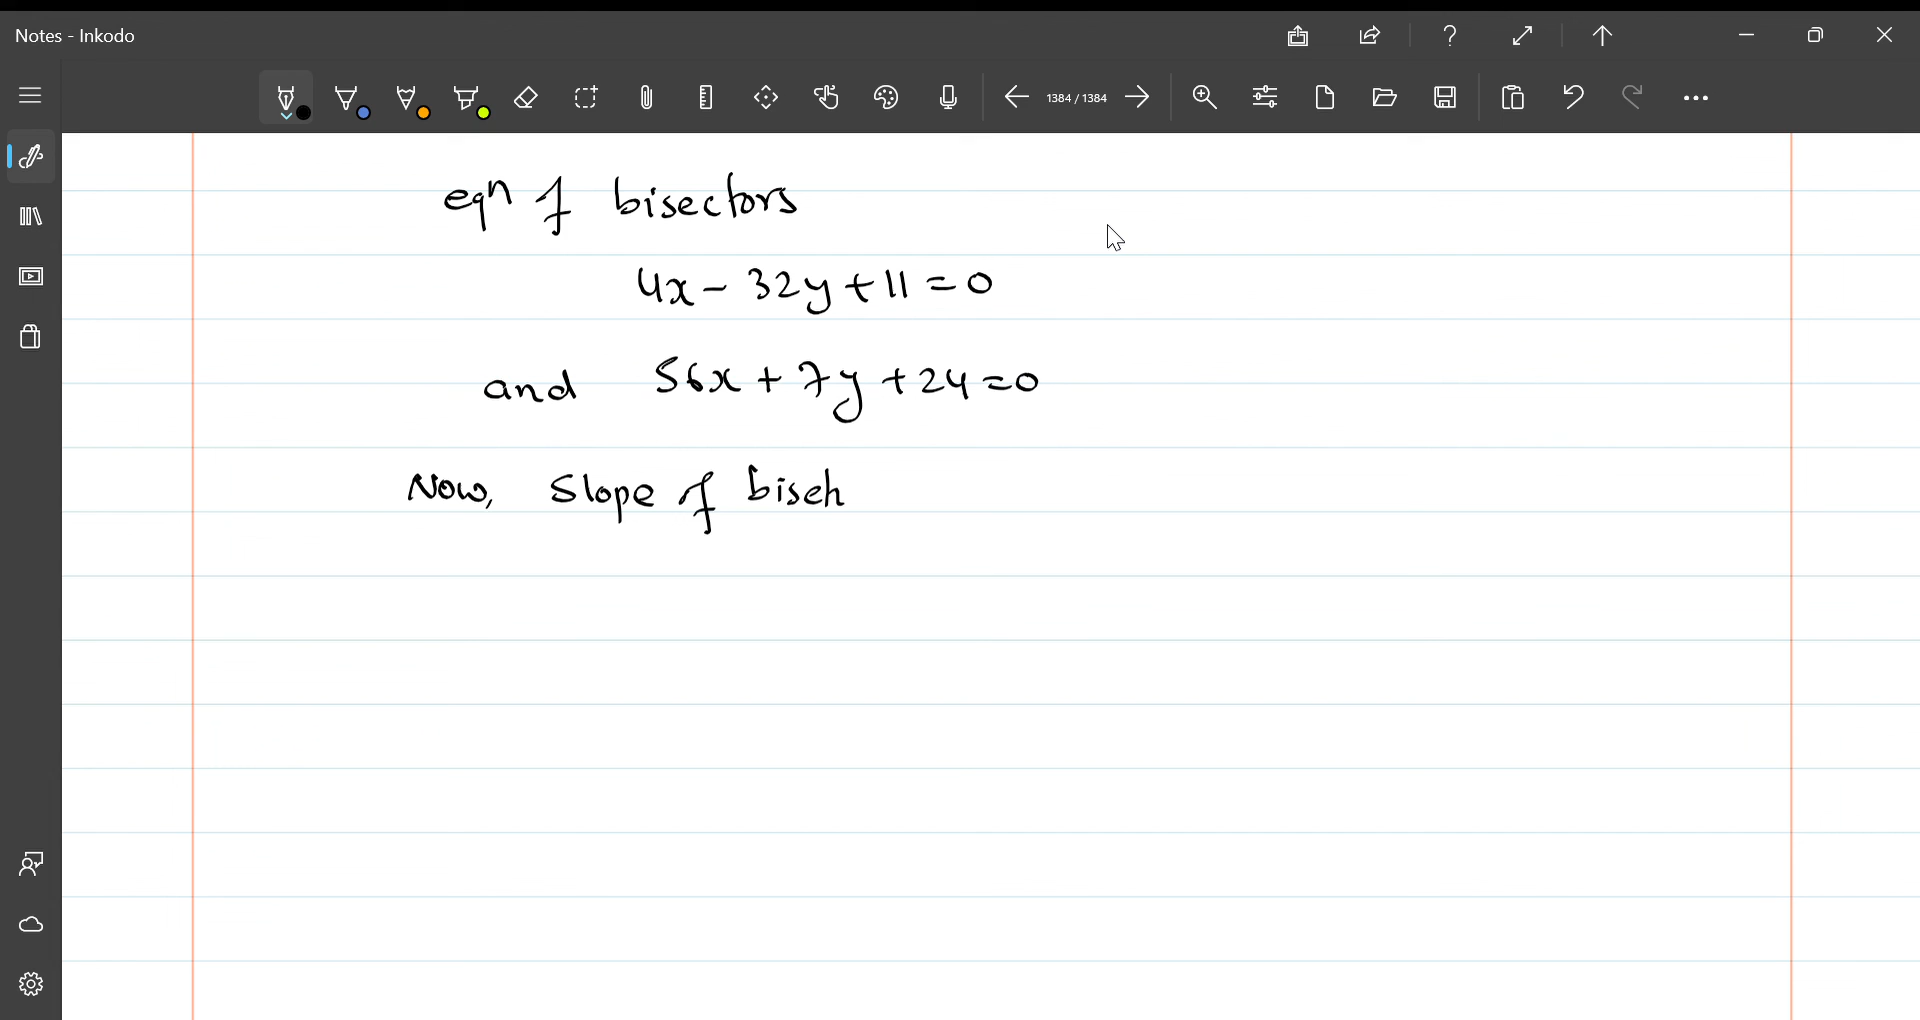 Notes - Inkodo
1384 / 1384
eqn of bisectors
4x - 32y + 11 = 0
and 56x + 7y + 24 = 0
Now, Slope of